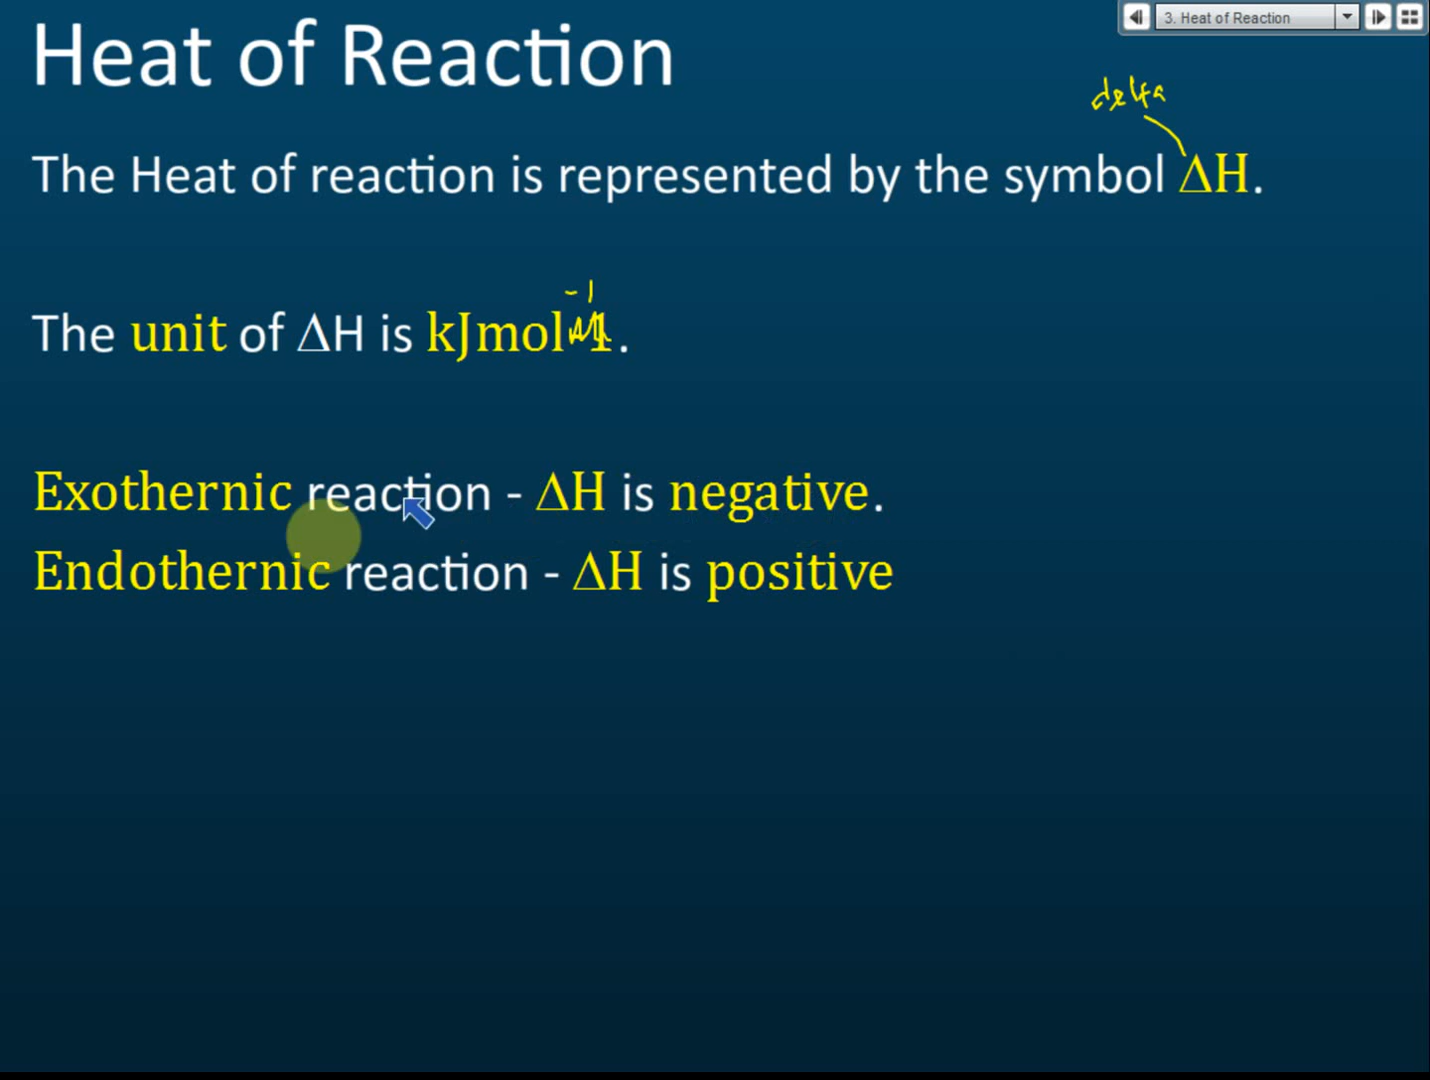 3. Heat of Reaction
Heat of Reaction
delta
The Heat of reaction is represented by the symbol ΔH.
-1
The unit of ΔH is kJmol.
Exothernic reaction - ΔH is negative.
Endothernic reaction - ΔH is positive